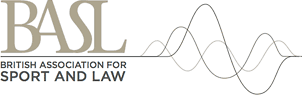 BASL
BRITISH ASSOCIATION FOR
SPORT AND LAW